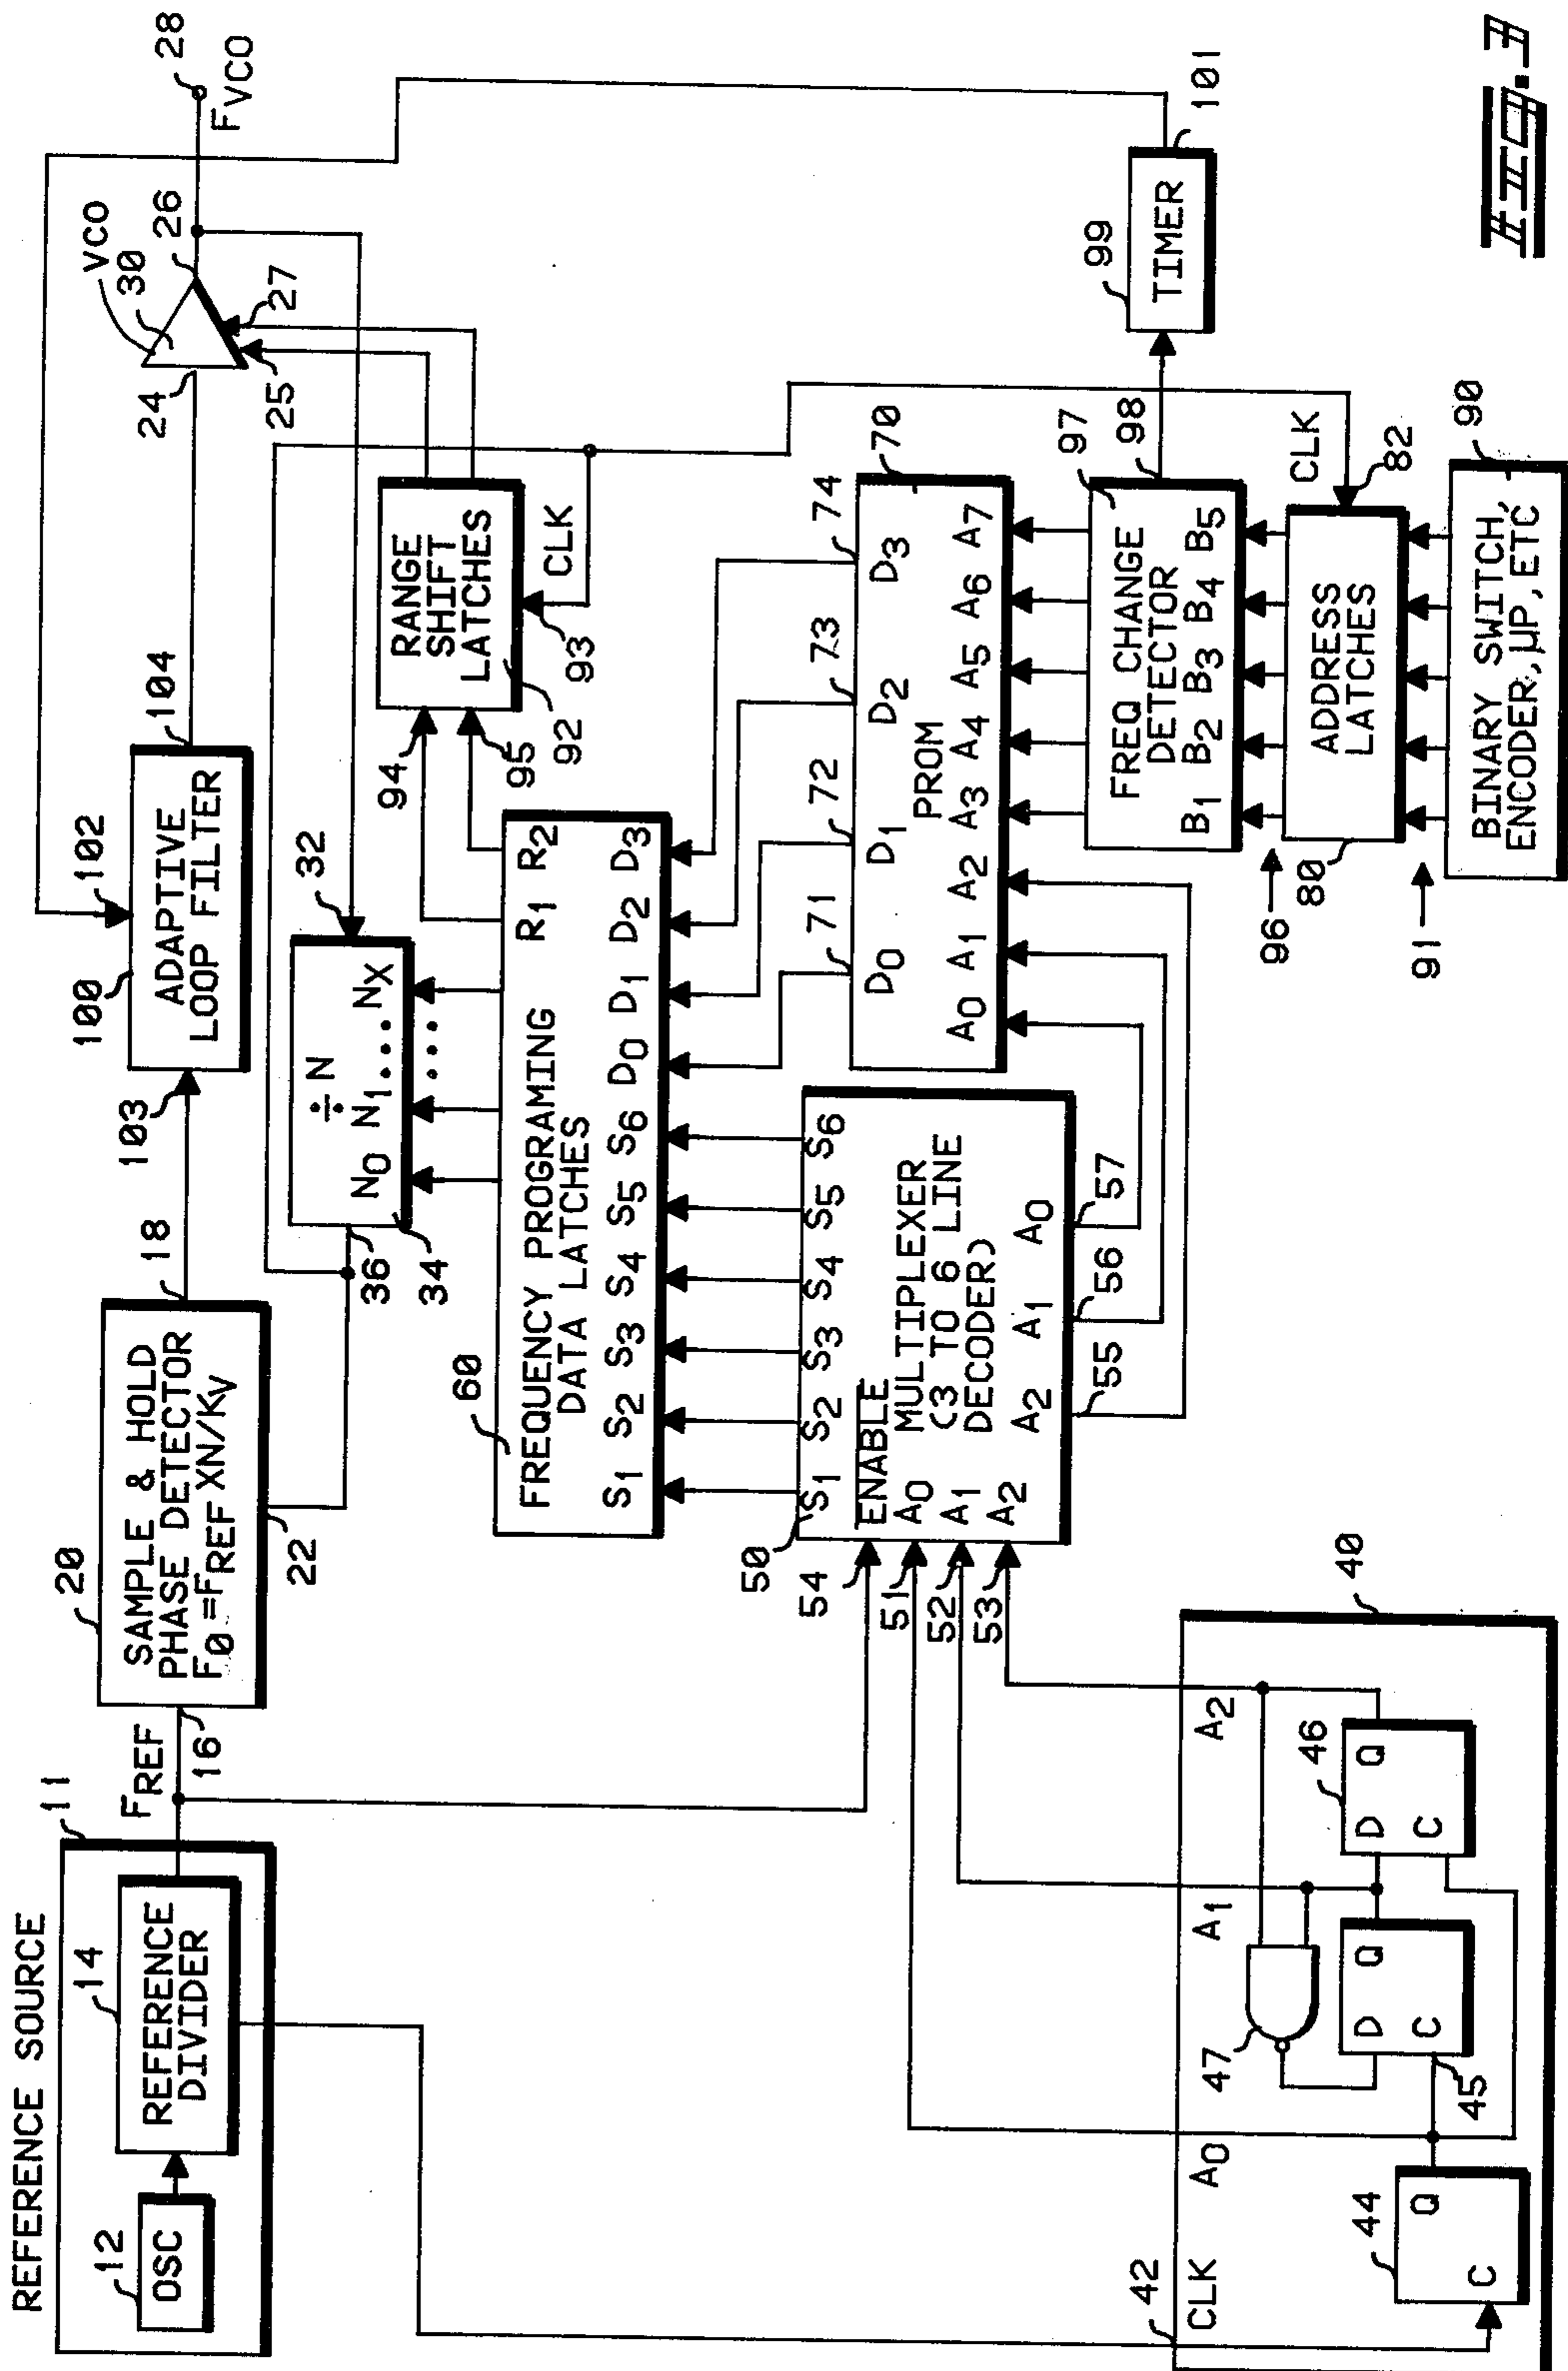 REFERENCE SOURCE
11
12
OSC
14
REFERENCE
DIVIDER
FREF
16
20
SAMPLE & HOLD
PHASE DETECTOR
F0=FREF XN/KV
18
22
103
100
102
ADAPTIVE
LOOP FILTER
104
24
VCO
30
26
28
FVCO
25
27
36
34
÷ N
N0 N1....NX
....
32
94
95
RANGE
SHIFT
LATCHES
92
93
CLK
60
FREQUENCY PROGRAMING
DATA LATCHES
R1 R2
S1 S2 S3 S4 S5 S6 D0 D1 D2 D3
50
S1 S2 S3 S4 S5 S6
54
51
52
53
ENABLE
A0
A1
A2
MULTIPLEXER
(3 TO 6 LINE
DECODER)
A2 A1 A0
55 56 57
71 72 73 74
70
D0 D1 D2 D3
PROM
A0 A1 A2 A3 A4 A5 A6 A7
97
FREQ CHANGE
DETECTOR
98
B1 B2 B3 B4 B5
99
TIMER
101
96
80
ADDRESS
LATCHES
CLK
82
91
90
BINARY SWITCH,
ENCODER, µP, ETC
40
42
CLK A0 A1 A2
44
Q
C
47
45
D Q
C
46
D Q
C
FIG. 3